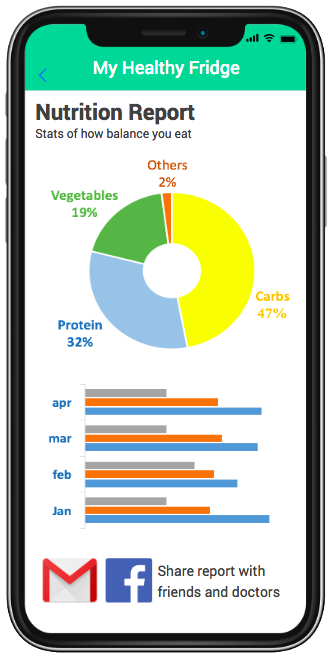 My Healthy Fridge
Nutrition Report
Stats of how balance you eat
Others
2%
Vegetables
19%
Carbs
47%
Protein
32%
apr
mar
feb
Jan
Share report with
friends and doctors